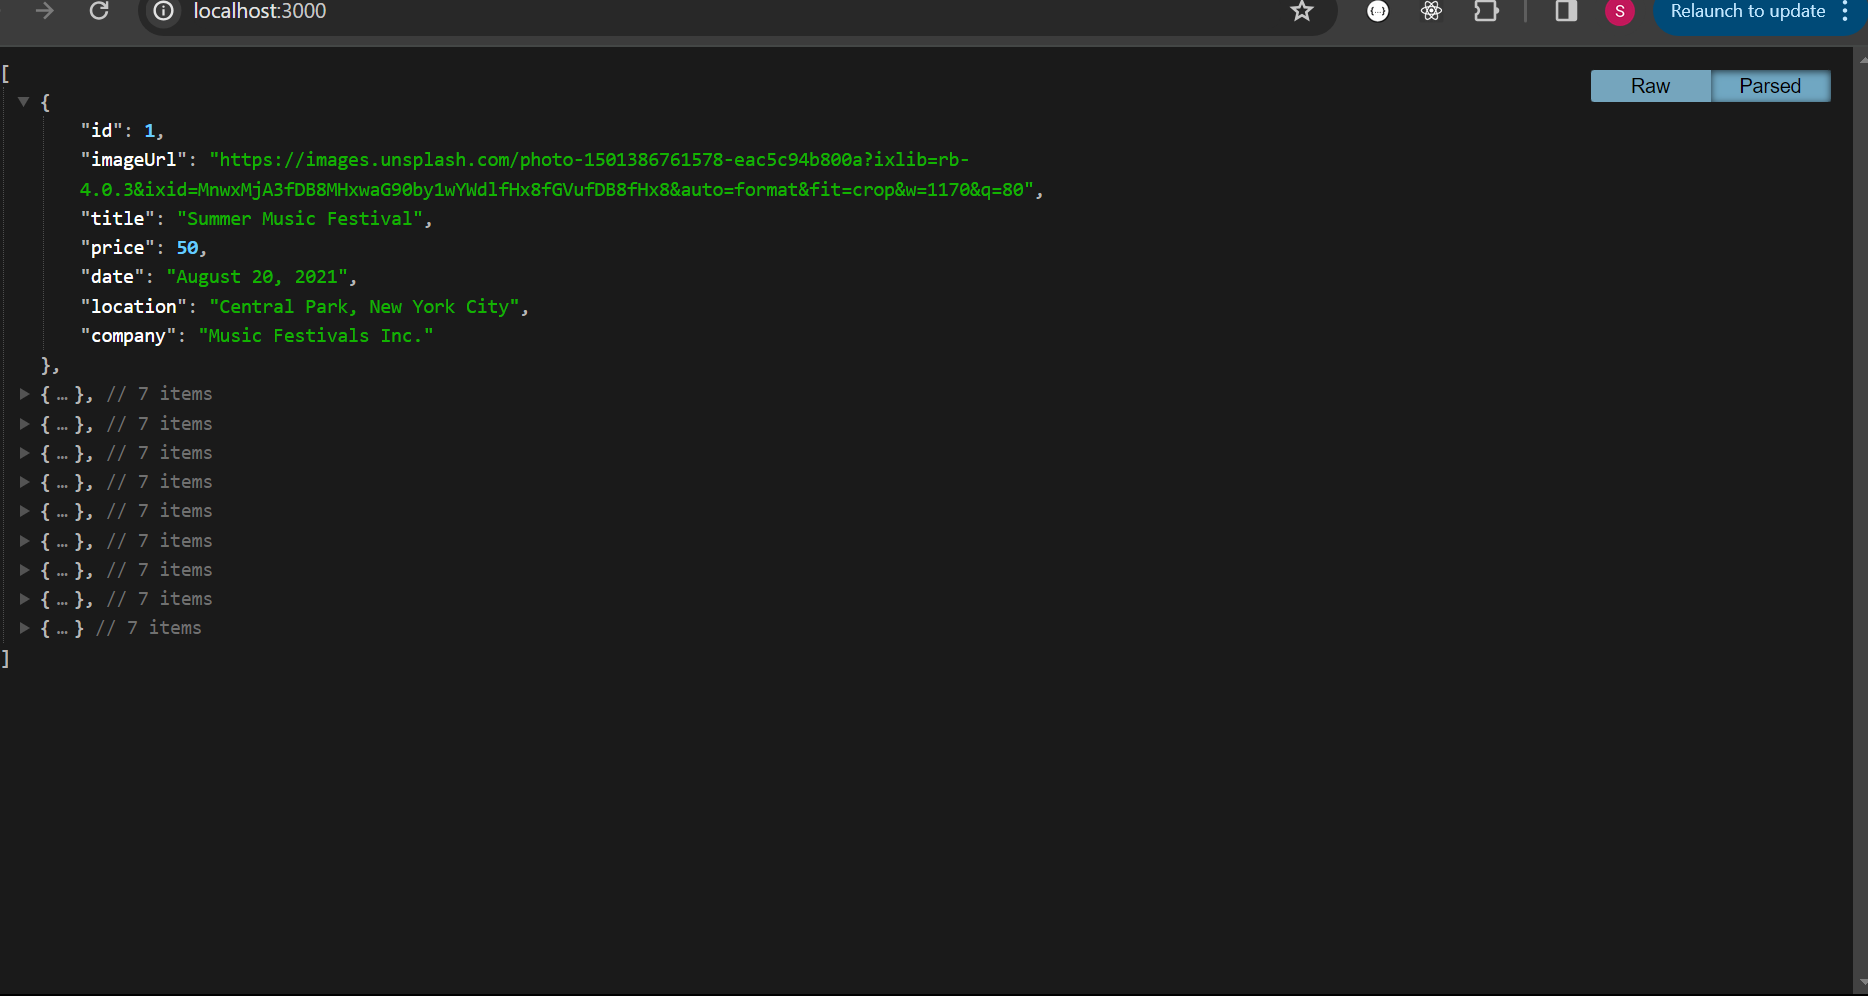 localhost:3000
S
Relaunch to update
Raw
Parsed
[
{
"id": 1,
"imageUrl": "https://images.unsplash.com/photo-1501386761578-eac5c94b800a?ixlib=rb-
4.0.3&ixid=MnwxMjA3fDB8MHxwaG90by1wYWdlfHx8fGVufDB8fHx8&auto=format&fit=crop&w=1170&q=80",
"title": "Summer Music Festival",
"price": 50,
"date": "August 20, 2021",
"location": "Central Park, New York City",
"company": "Music Festivals Inc."
},
{ … }, // 7 items
{ … }, // 7 items
{ … }, // 7 items
{ … }, // 7 items
{ … }, // 7 items
{ … }, // 7 items
{ … }, // 7 items
{ … }, // 7 items
{ … } // 7 items
]